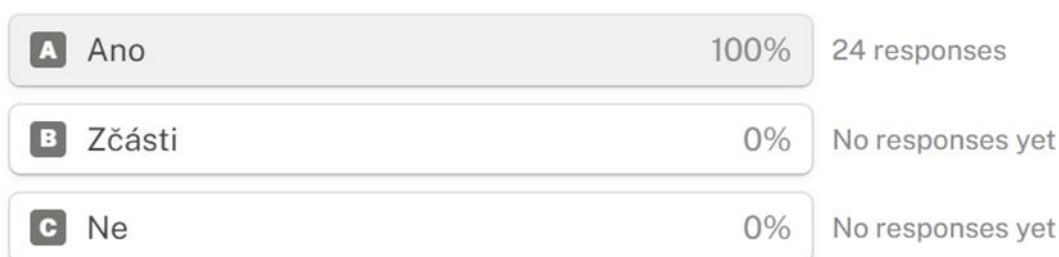 A Ano 100% 24 responses
B Zčásti 0% No responses yet
C Ne 0% No responses yet